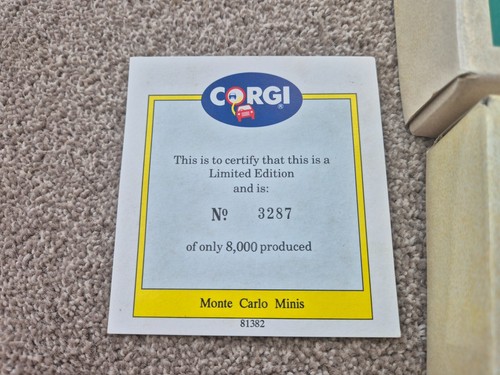 CORGI
This is to certify that this is a
Limited Edition
and is:
No 3287
of only 8,000 produced
Monte Carlo Minis
81382